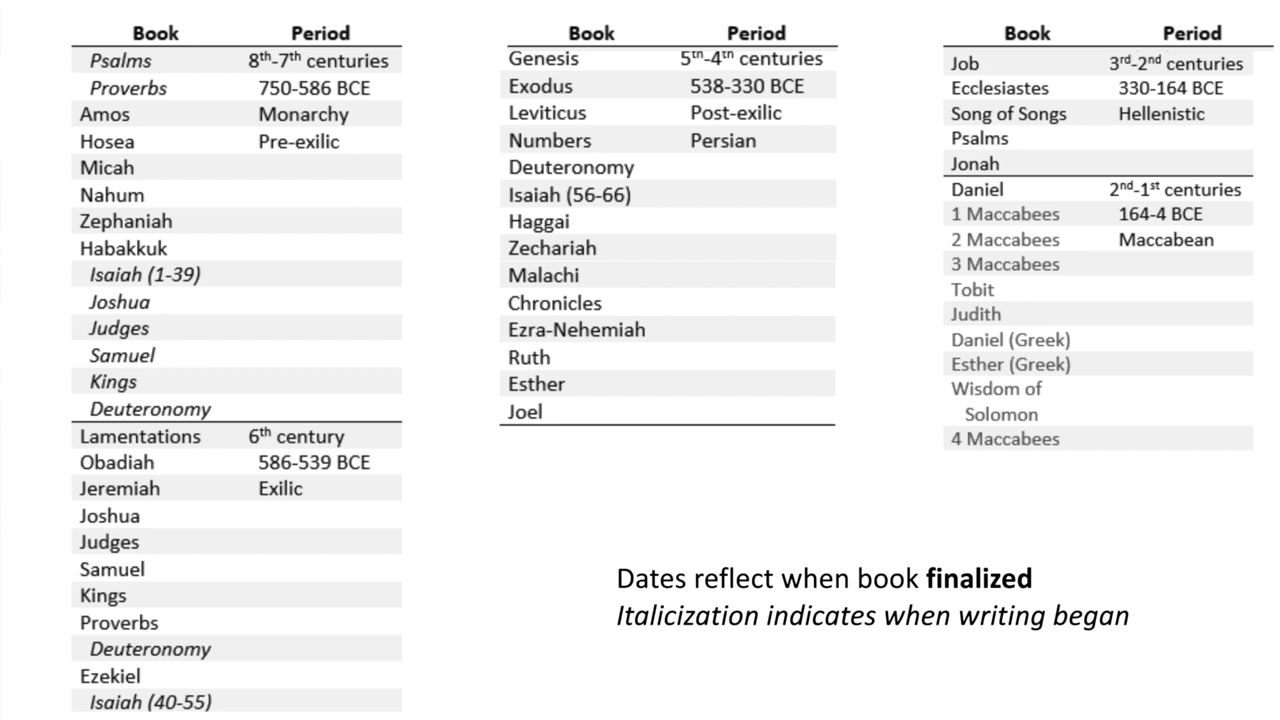 Book Period
Psalms 8th-7th centuries
Proverbs 750-586 BCE
Amos Monarchy
Hosea Pre-exilic
Micah
Nahum
Zephaniah
Habakkuk
Isaiah (1-39)
Joshua
Judges
Samuel
Kings
Deuteronomy
Lamentations 6th century
Obadiah 586-539 BCE
Jeremiah Exilic
Joshua
Judges
Samuel
Kings
Proverbs
Deuteronomy
Ezekiel
Isaiah (40-55)
Book Period
Genesis 5th-4th centuries
Exodus 538-330 BCE
Leviticus Post-exilic
Numbers Persian
Deuteronomy
Isaiah (56-66)
Haggai
Zechariah
Malachi
Chronicles
Ezra-Nehemiah
Ruth
Esther
Joel
Book Period
Job 3rd-2nd centuries
Ecclesiastes 330-164 BCE
Song of Songs Hellenistic
Psalms
Jonah
Daniel 2nd-1st centuries
1 Maccabees 164-4 BCE
2 Maccabees Maccabean
3 Maccabees
Tobit
Judith
Daniel (Greek)
Esther (Greek)
Wisdom of
Solomon
4 Maccabees
Dates reflect when book finalized
Italicization indicates when writing began